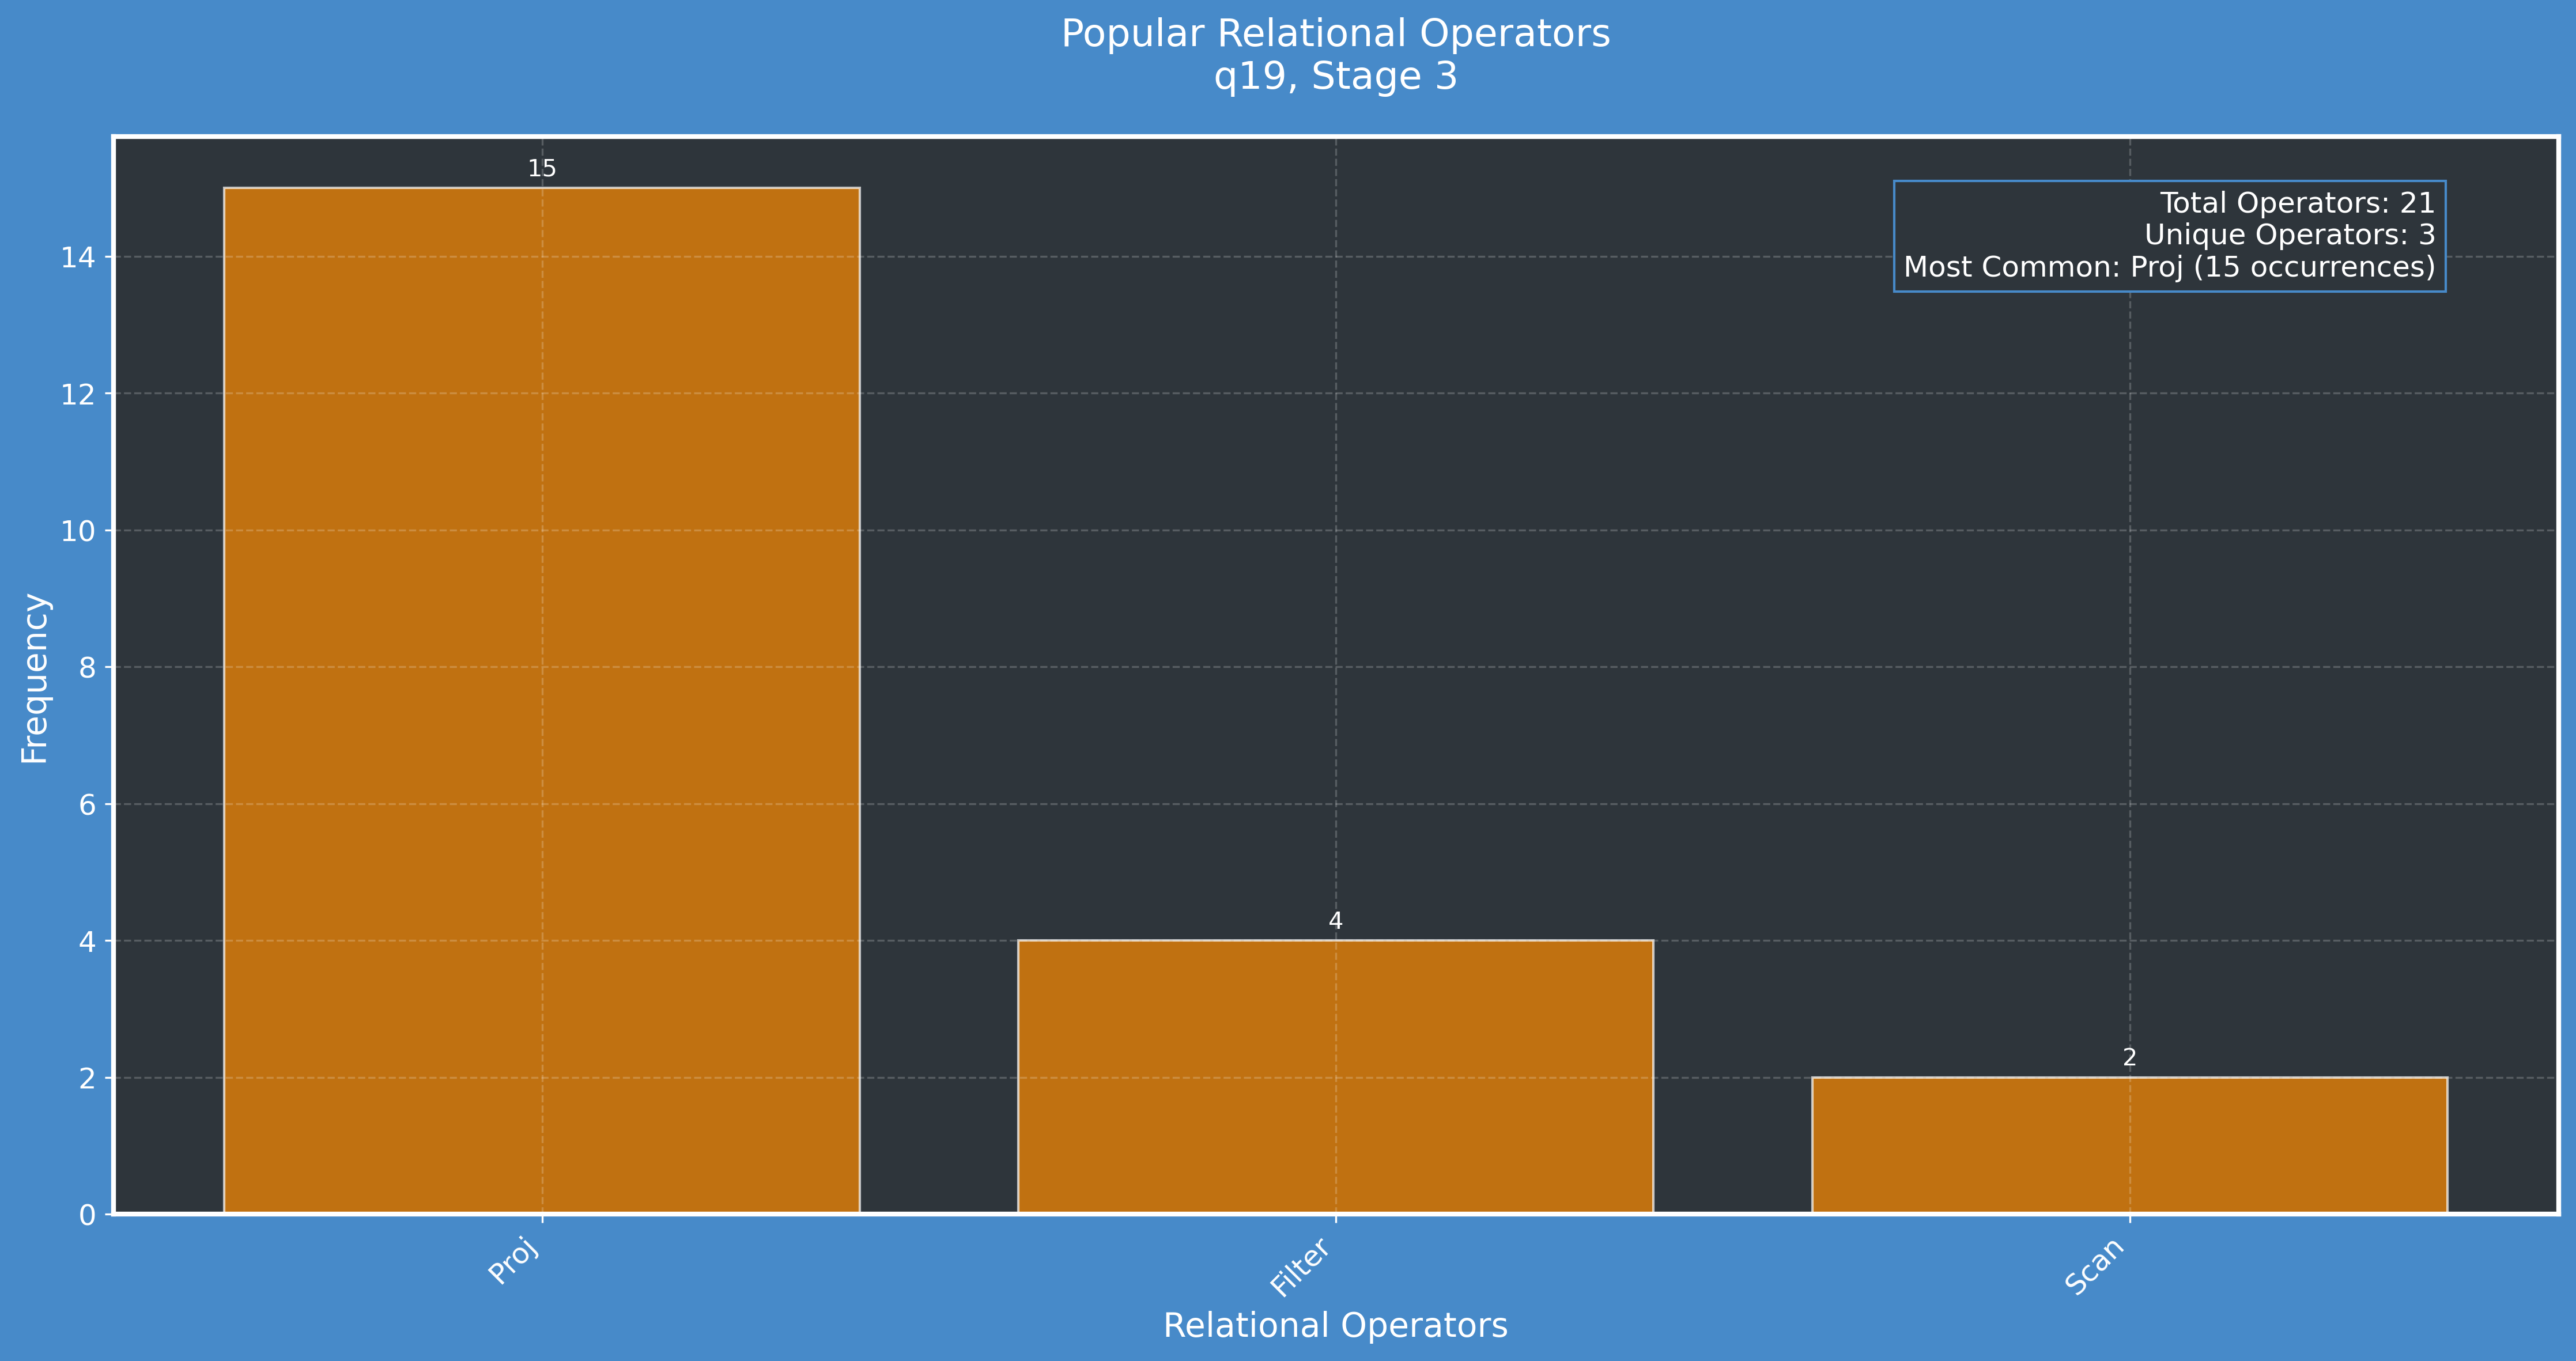 Popular Relational Operators
q19, Stage 3
15
Total Operators: 21
Unique Operators: 3
Most Common: Proj (15 occurrences)
14
12
10
8
6
4
2
0
Frequency
4
2
Proj
Filter
Scan
Relational Operators